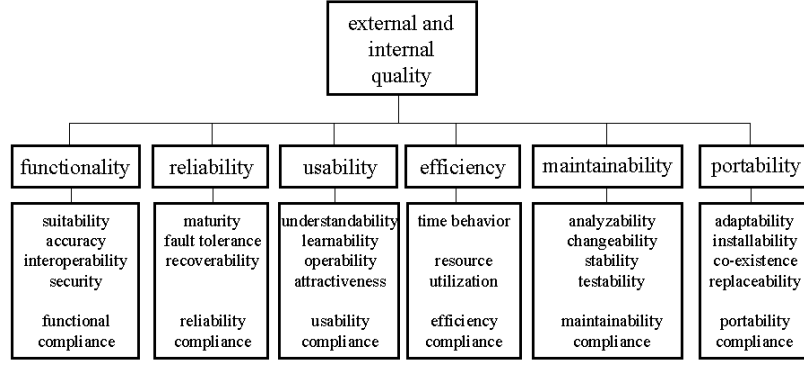 external and
internal
quality
functionality
reliability
usability
efficiency
maintainability
portability
suitability
accuracy
interoperability
security
functional
compliance
maturity
fault tolerance
recoverability
reliability
compliance
understandability
learnability
operability
attractiveness
usability
compliance
time behavior
resource
utilization
efficiency
compliance
analyzability
changeability
stability
testability
maintainability
compliance
adaptability
installability
co-existence
replaceability
portability
compliance